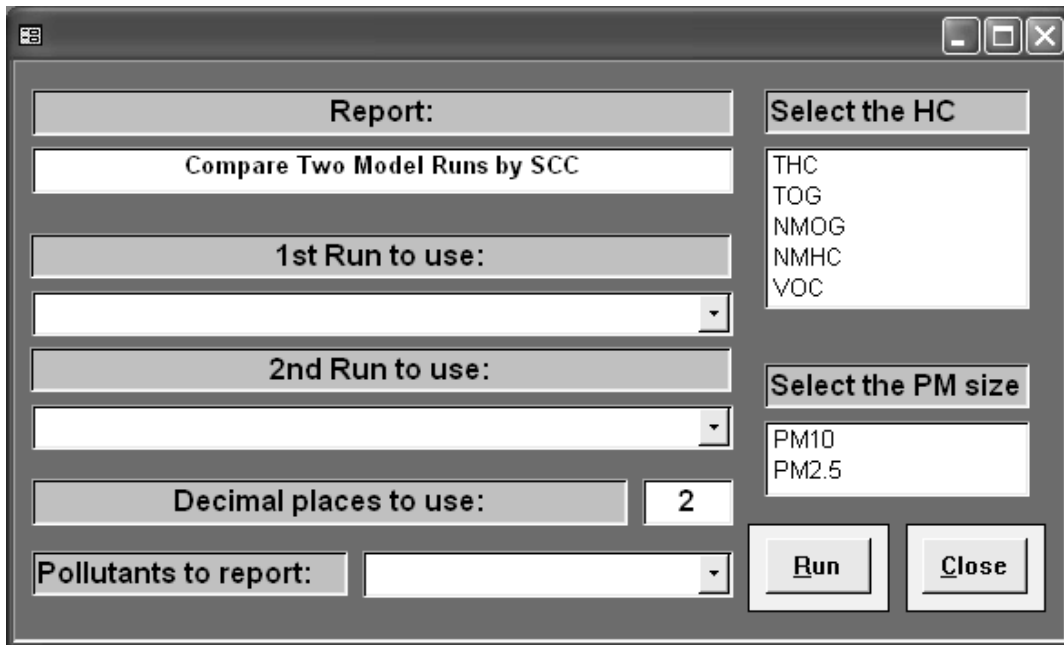 Report:
Compare Two Model Runs by SCC
1st Run to use:
2nd Run to use:
Decimal places to use: 2
Pollutants to report:
Select the HC
THC
TOG
NMOG
NMHC
VOC
Select the PM size
PM10
PM2.5
Run Close